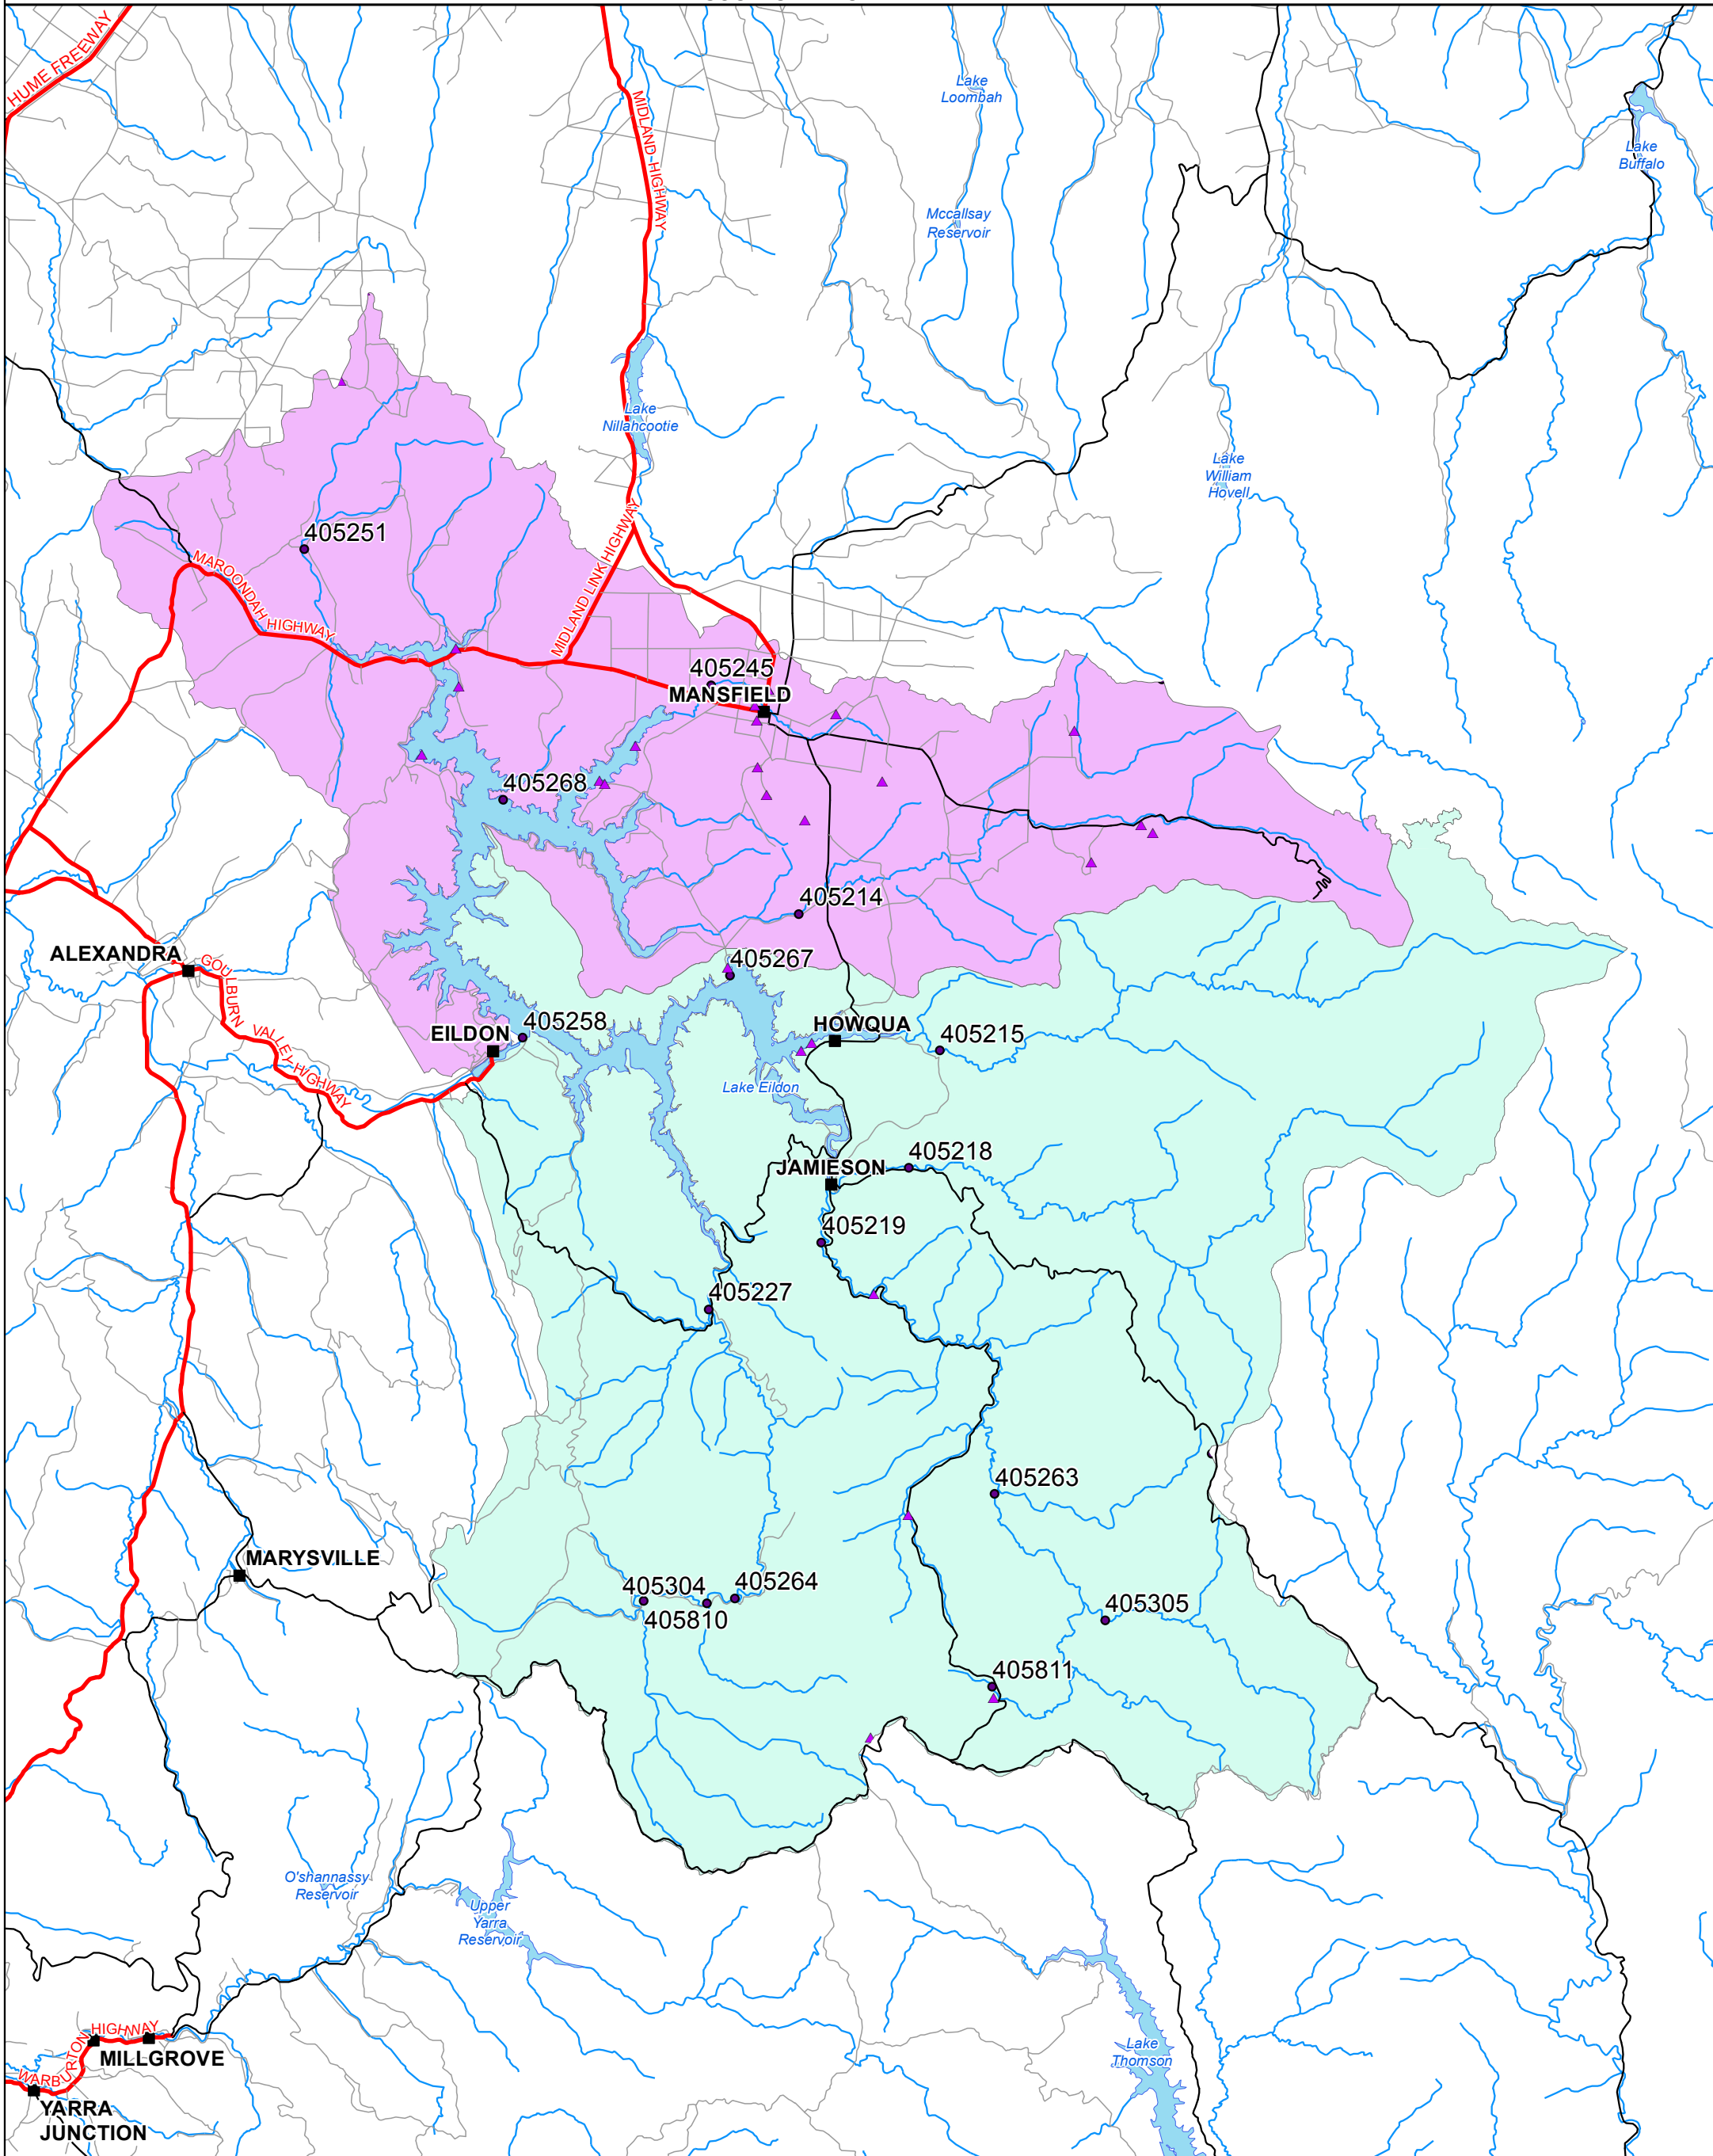 HUME FREEWAY
MIDLAND HIGHWAY
Lake
Loombah
Lake
Buffalo
Mccallsay
Reservoir
Lake
Nillahcootie
Lake
William
Hovell
405251
MAROONDAH HIGHWAY
MIDLAND LINK HIGHWAY
405245
MANSFIELD
405268
405214
ALEXANDRA
GOULBURN VALLEY HIGHWAY
405267
EILDON
405258
HOWQUA
405215
Lake Eildon
JAMIESON
405218
405219
405227
405263
MARYSVILLE
405304
405264
405810
405305
405811
O'shannassy
Reservoir
Upper
Yarra
Reservoir
WARBURTON HIGHWAY
MILLGROVE
Lake
Thomson
YARRA
JUNCTION